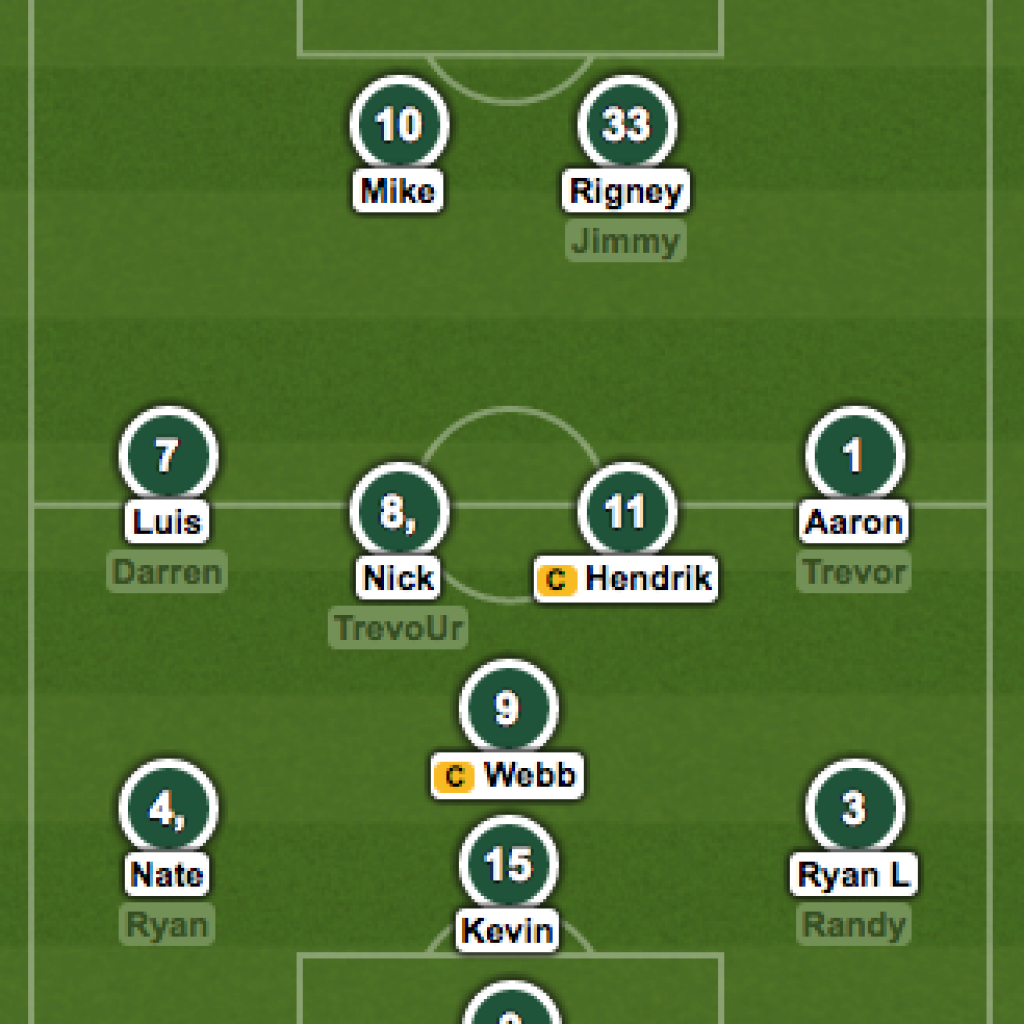 10
33
Mike
Rigney
Jimmy
7
1
8,
11
Luis
Aaron
Darren
Trevor
Nick
C Hendrik
TrevoUr
9
C Webb
4,
3
15
Nate
Ryan L
Ryan
Randy
Kevin